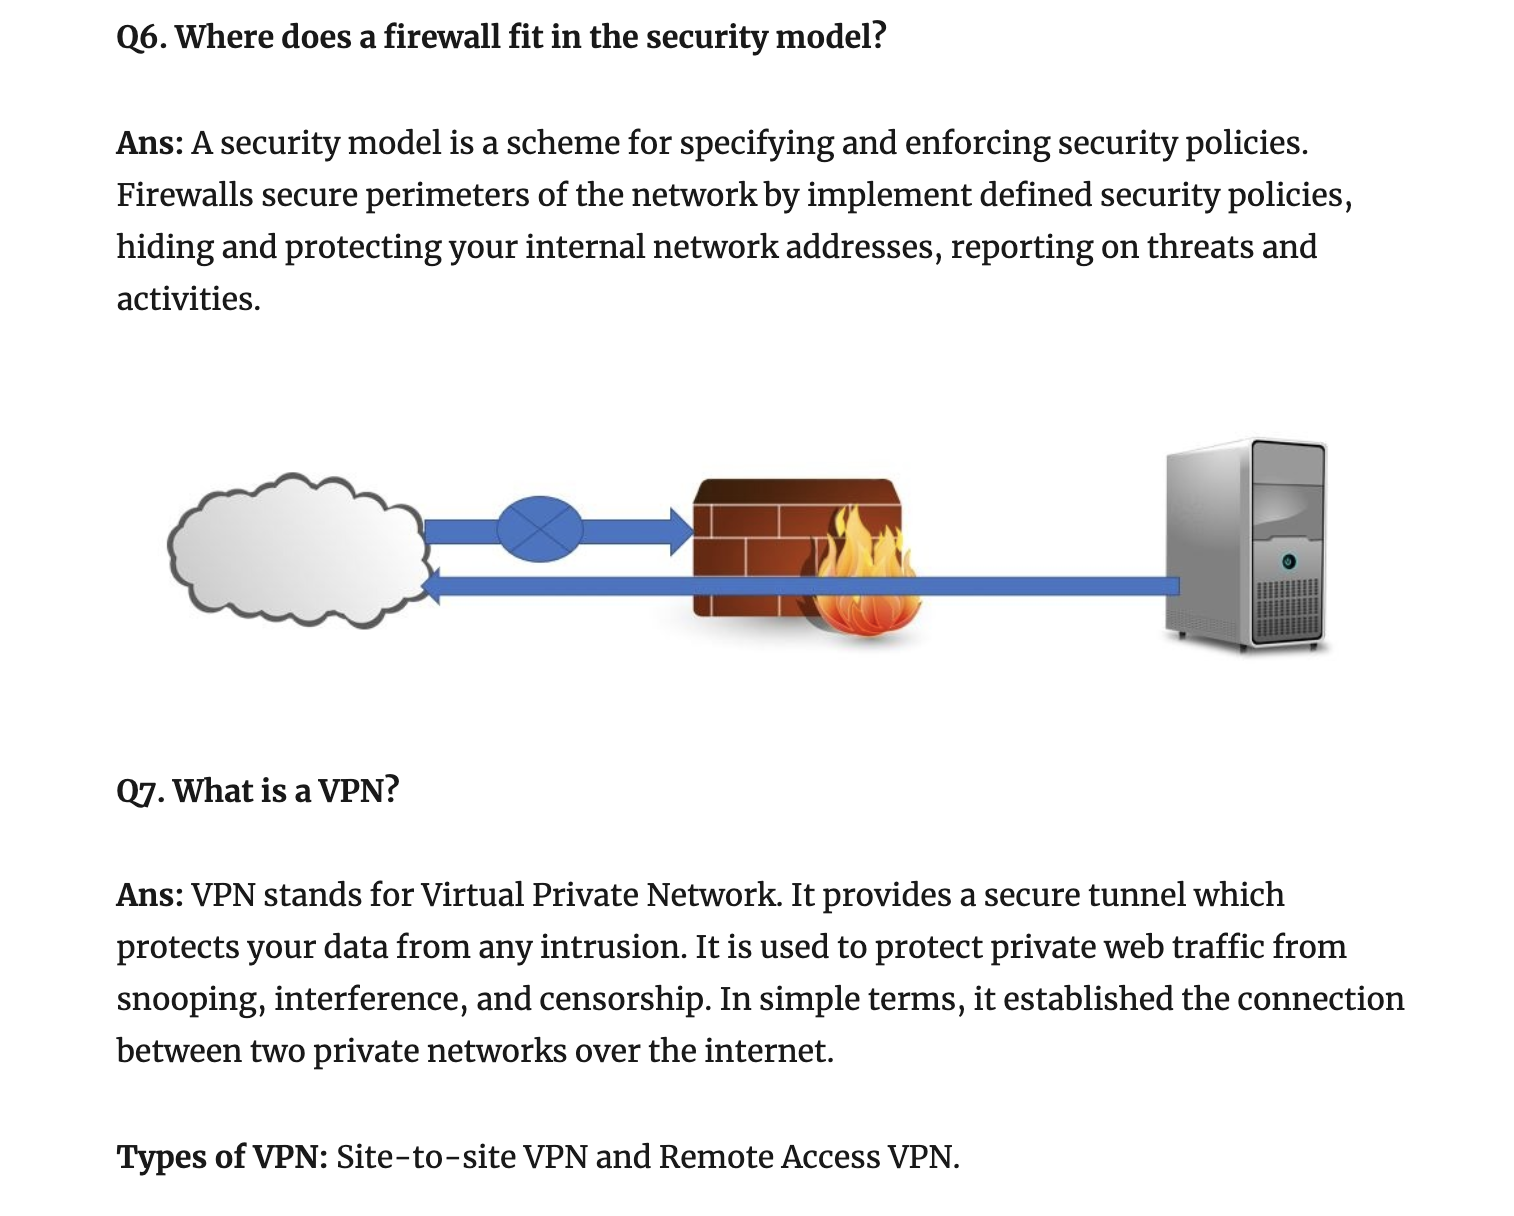 Q6. Where does a firewall fit in the security model?
Ans: A security model is a scheme for specifying and enforcing security policies.
Firewalls secure perimeters of the network by implement defined security policies,
hiding and protecting your internal network addresses, reporting on threats and
activities.
Q7. What is a VPN?
Ans: VPN stands for Virtual Private Network. It provides a secure tunnel which
protects your data from any intrusion. It is used to protect private web traffic from
snooping, interference, and censorship. In simple terms, it established the connection
between two private networks over the internet.
Types of VPN: Site-to-site VPN and Remote Access VPN.